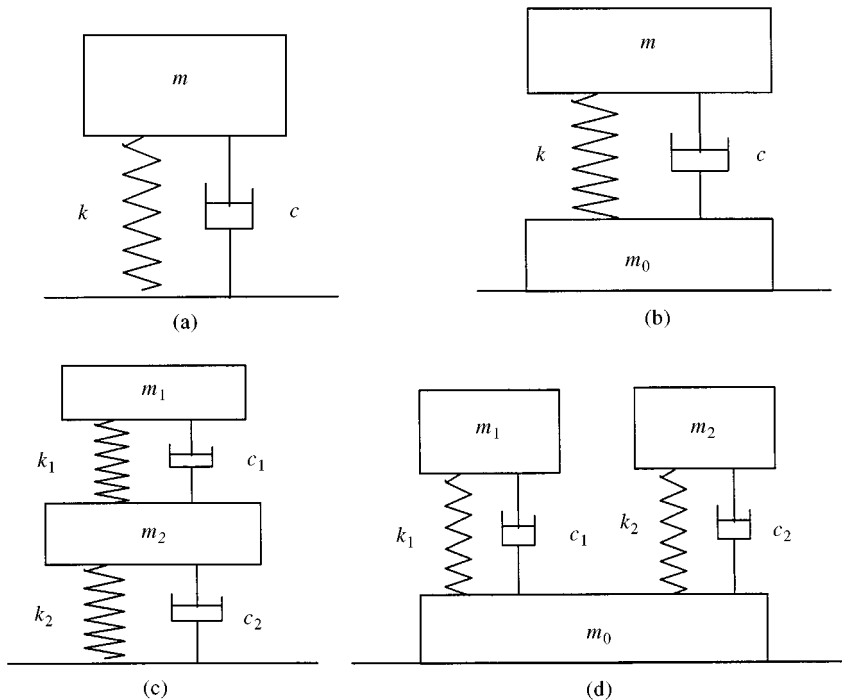 m
k
c
(a)
m
k
c
m₀
(b)
m₁
k₁
c₁
m₂
k₂
c₂
(c)
m₁
m₂
k₁
c₁
k₂
c₂
m₀
(d)